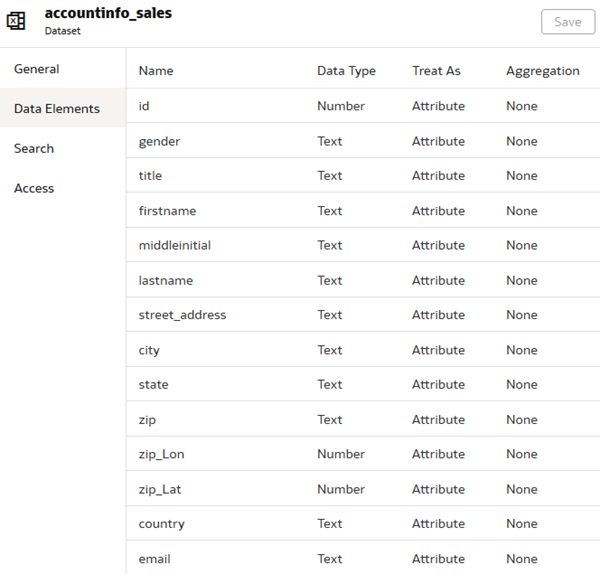 accountinfo_sales
Dataset
Save
General
Data Elements
Search
Access
Name Data Type Treat As Aggregation
id Number Attribute None
gender Text Attribute None
title Text Attribute None
firstname Text Attribute None
middleinitial Text Attribute None
lastname Text Attribute None
street_address Text Attribute None
city Text Attribute None
state Text Attribute None
zip Text Attribute None
zip_Lon Number Attribute None
zip_Lat Number Attribute None
country Text Attribute None
email Text Attribute None